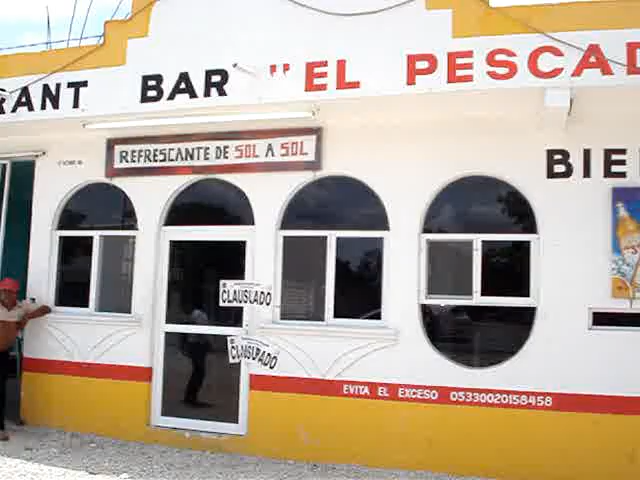 RANT BAR "EL PESCAD
REFRESCANTE DE SOL A SOL
BIE
CLAUSURADO
CLAUSURADO
EVITA EL EXCESO 05330020158458